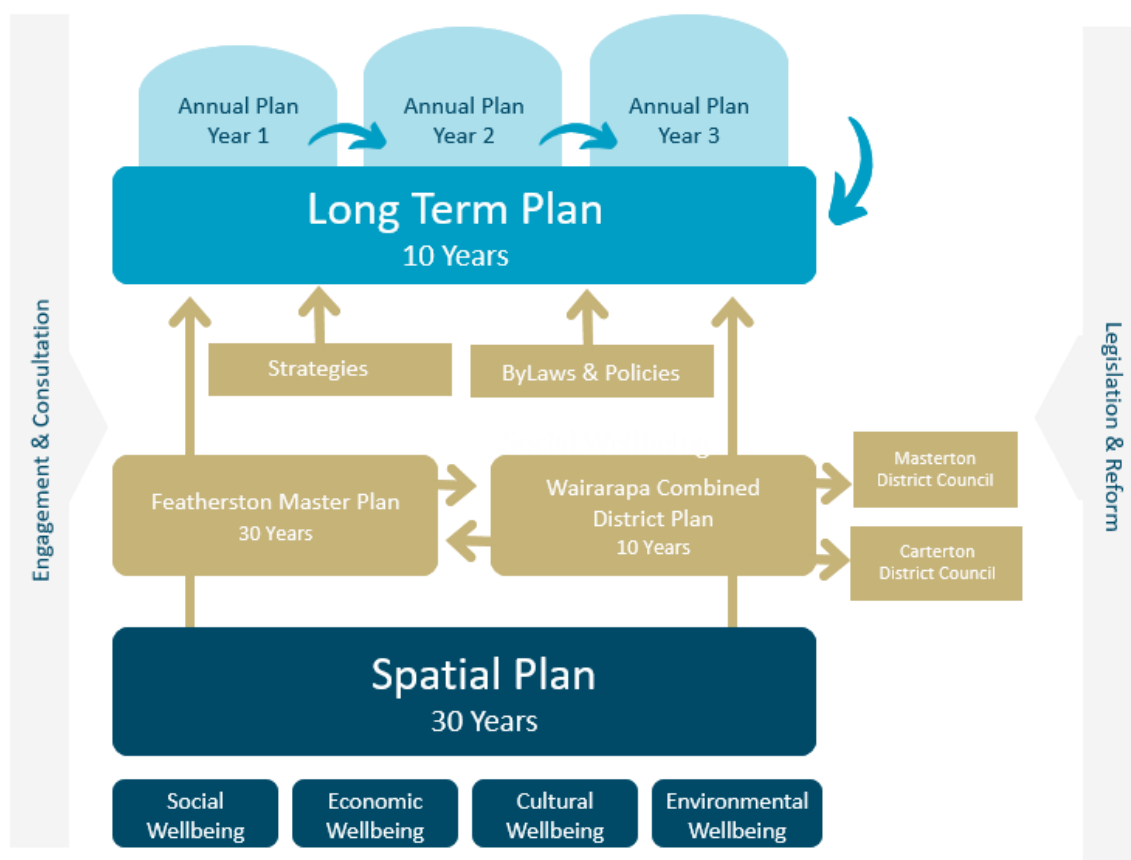 Annual Plan
Year 1
Annual Plan
Year 2
Annual Plan
Year 3
Long Term Plan
10 Years
Strategies
ByLaws & Policies
Engagement & Consultation
Legislation & Reform
Featherston Master Plan
30 Years
Wairarapa Combined
District Plan
10 Years
Masterton
District Council
Carterton
District Council
Spatial Plan
30 Years
Social
Wellbeing
Economic
Wellbeing
Cultural
Wellbeing
Environmental
Wellbeing